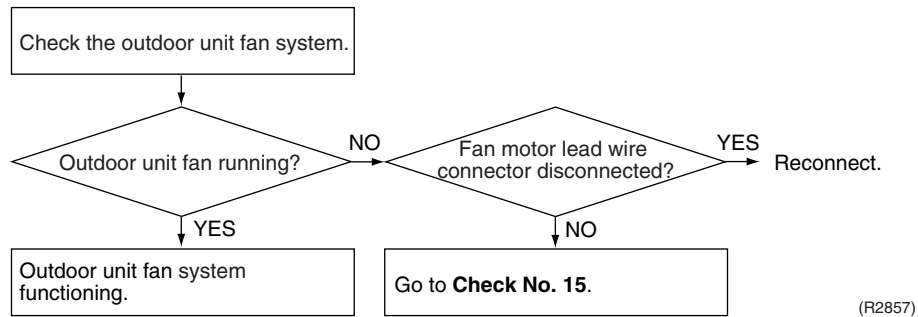 Check the outdoor unit fan system.
Outdoor unit fan running?
NO
Fan motor lead wire
connector disconnected?
YES
Reconnect.
YES
NO
Outdoor unit fan system
functioning.
Go to Check No. 15.
(R2857)